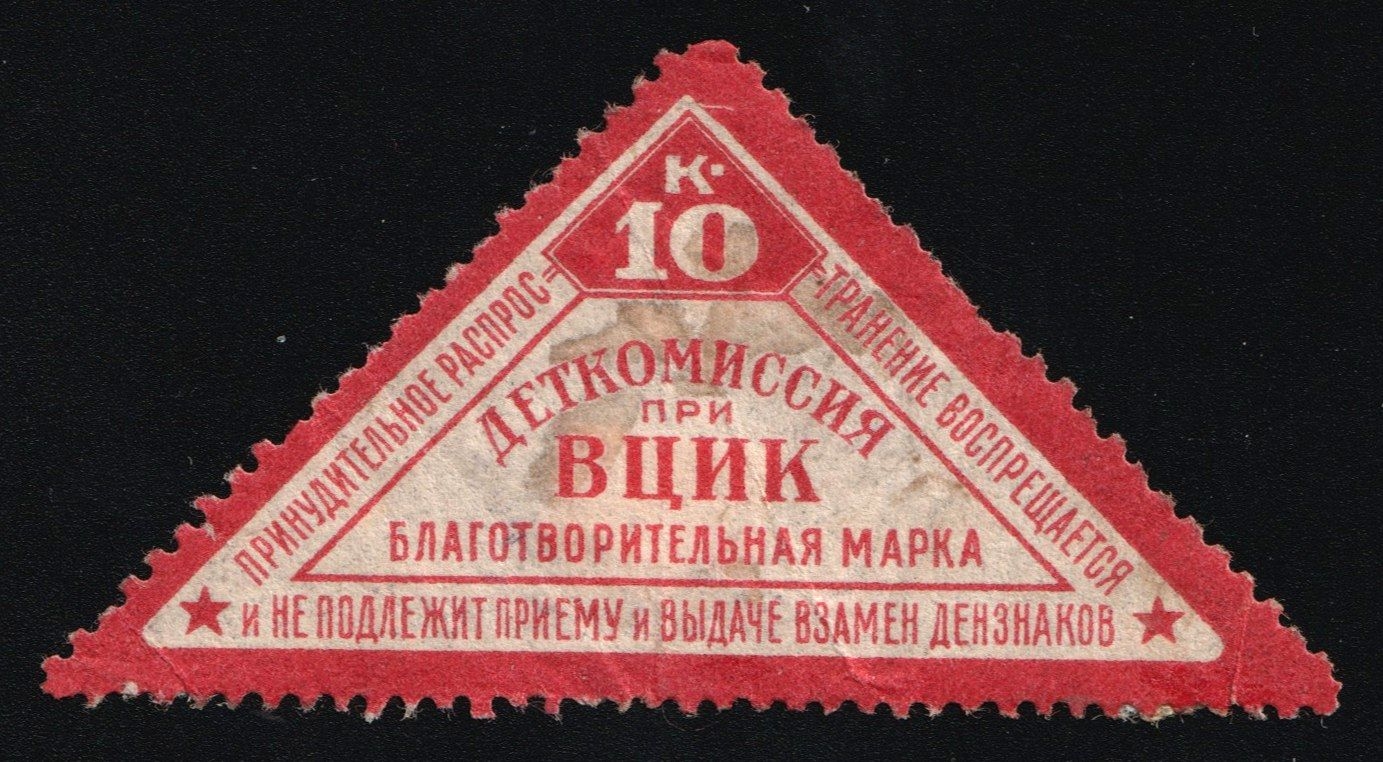 К.
10
ПРИНУДИТЕЛЬНОЕ РАСПРОС=
=ТРАНЕНИЕ ВОСПРЕЩАЕТСЯ
ДЕТКОМИССИЯ
ПРИ
ВЦИК
БЛАГОТВОРИТЕЛЬНАЯ МАРКА
И НЕ ПОДЛЕЖИТ ПРИЕМУ И ВЫДАЧЕ ВЗАМЕН ДЕНЗНАКОВ